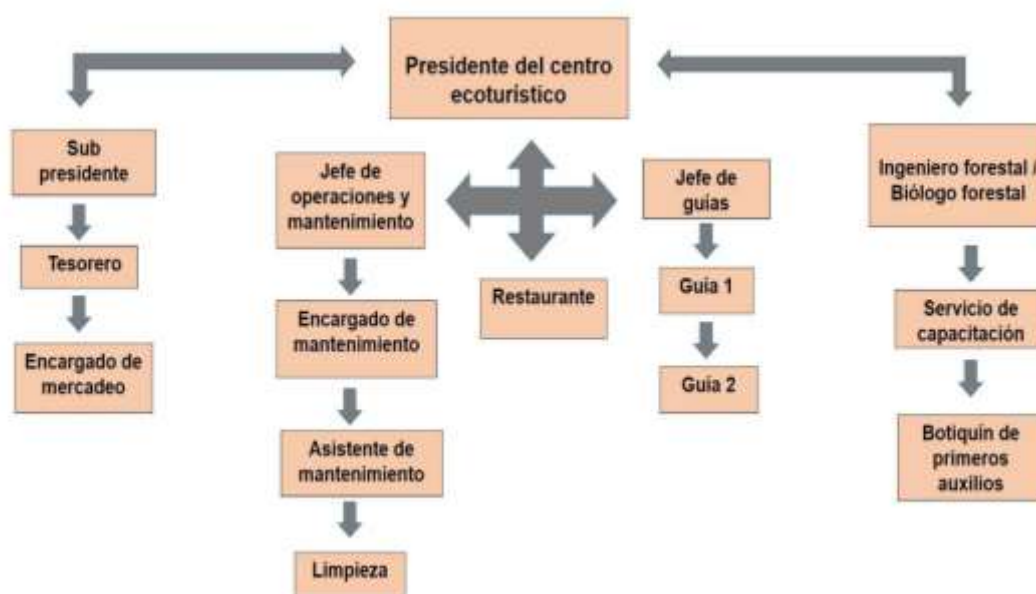 Presidente del centro
ecoturístico
Sub
presidente
Tesorero
Encargado de
mercadeo
Jefe de
operaciones y
mantenimiento
Encargado de
mantenimiento
Asistente de
mantenimiento
Limpieza
Restaurante
Jefe de
guías
Guía 1
Guía 2
Ingeniero forestal /
Biólogo forestal
Servicio de
capacitación
Botiquín de
primeros
auxilios